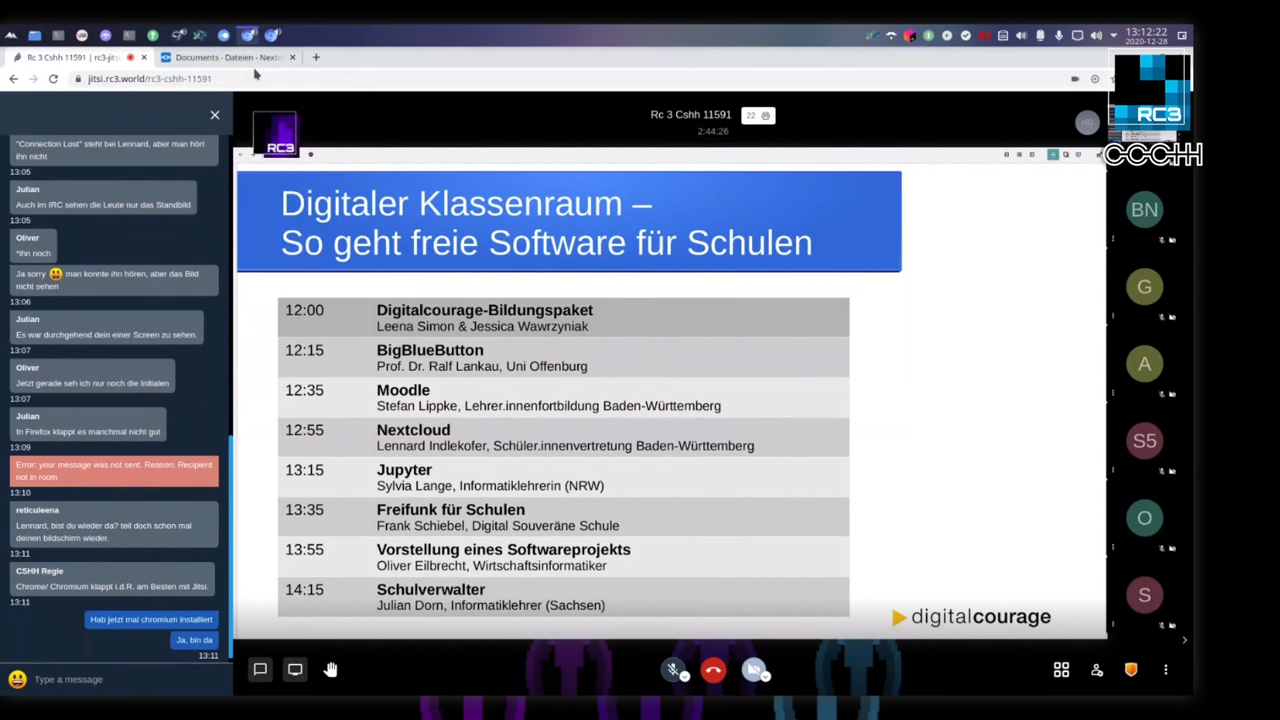 13:12:22
2020-12-28
Rc 3 Cshh 11591 | rc3-jits
Documents - Dateien - Next
jitsi.rc3.world/rc3-cshh-11591
RC3
CCCHH
Rc 3 Cshh 11591
22
2:44:26
HD
RC3
"Connection Lost" steht bei Lennard, aber man hört
ihn nicht
13:05
Julian
Auch im IRC sehen die Leute nur das Standbild
13:05
Oliver
*ihn noch
Ja sorry 😃 man konnte ihn hören, aber das Bild
nicht sehen
13:06
Julian
Es war durchgehend dein einer Screen zu sehen.
13:07
Oliver
Jetzt gerade seh ich nur noch die Initialen
13:07
Julian
In Firefox klappt es manchmal nicht gut
13:09
Error: your message was not sent. Reason: Recipient
not in room
13:10
reticuleena
Lennard, bist du wieder da? teil doch schon mal
deinen bildschirm wieder.
13:11
CSHH Regie
Chrome/ Chromium klappt i.d.R. am Besten mit Jitsi.
13:11
Hab jetzt mal chromium installiert
Ja, bin da
13:11
Type a message
Digitaler Klassenraum –
So geht freie Software für Schulen
12:00 Digitalcourage-Bildungspaket
Leena Simon & Jessica Wawrzyniak
12:15 BigBlueButton
Prof. Dr. Ralf Lankau, Uni Offenburg
12:35 Moodle
Stefan Lippke, Lehrer.innenfortbildung Baden-Württemberg
12:55 Nextcloud
Lennard Indlekofer, Schüler.innenvertretung Baden-Württemberg
13:15 Jupyter
Sylvia Lange, Informatiklehrerin (NRW)
13:35 Freifunk für Schulen
Frank Schiebel, Digital Souveräne Schule
13:55 Vorstellung eines Softwareprojekts
Oliver Eilbrecht, Wirtschaftsinformatiker
14:15 Schulverwalter
Julian Dorn, Informatiklehrer (Sachsen)
digitalcourage
BN
G
A
S5
O
S